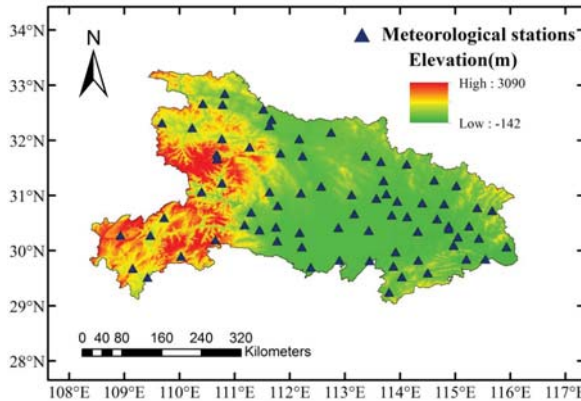 34°N
33°N
32°N
31°N
30°N
29°N
28°N
N
Meteorological stations
Elevation(m)
High : 3090
Low : -142
0 40 80 160 240 320
Kilometers
108°E 109°E 110°E 111°E 112°E 113°E 114°E 115°E 116°E 117°E